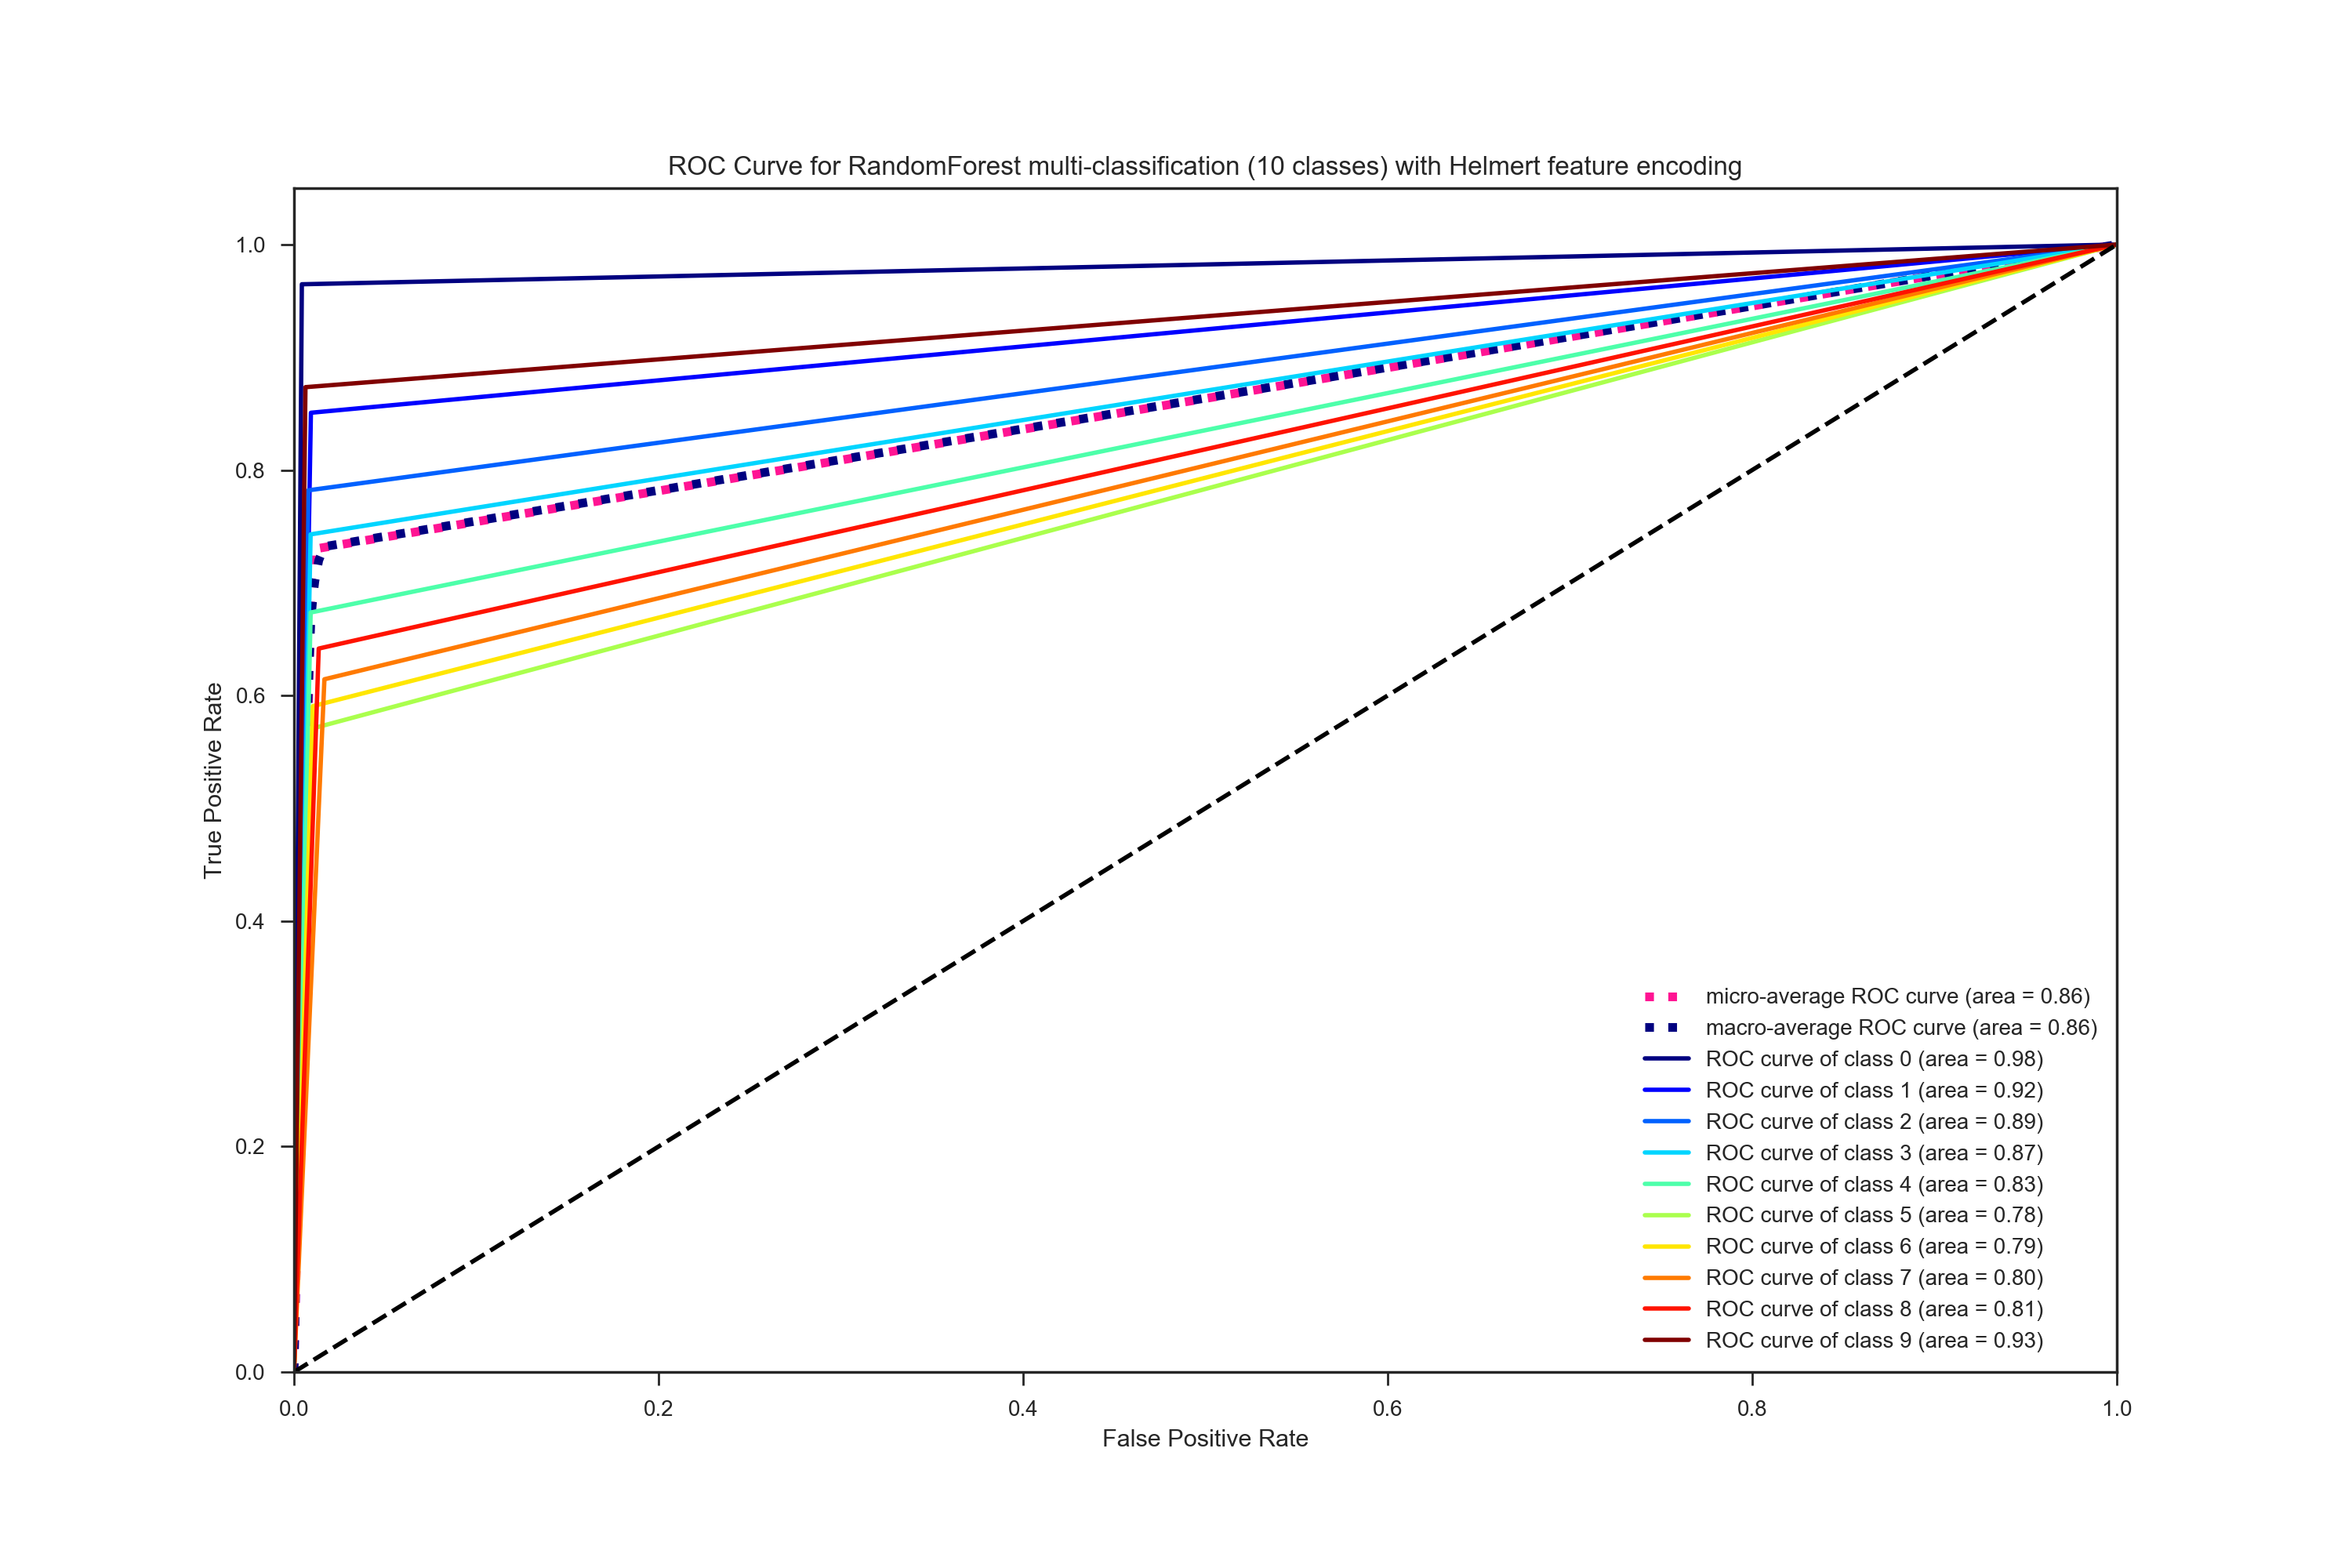 ROC Curve for RandomForest multi-classification (10 classes) with Helmert feature encoding
1.0
0.8
0.6
0.4
0.2
0.0
True Positive Rate
micro-average ROC curve (area = 0.86)
macro-average ROC curve (area = 0.86)
ROC curve of class 0 (area = 0.98)
ROC curve of class 1 (area = 0.92)
ROC curve of class 2 (area = 0.89)
ROC curve of class 3 (area = 0.87)
ROC curve of class 4 (area = 0.83)
ROC curve of class 5 (area = 0.78)
ROC curve of class 6 (area = 0.79)
ROC curve of class 7 (area = 0.80)
ROC curve of class 8 (area = 0.81)
ROC curve of class 9 (area = 0.93)
0.0 0.2 0.4 0.6 0.8 1.0
False Positive Rate